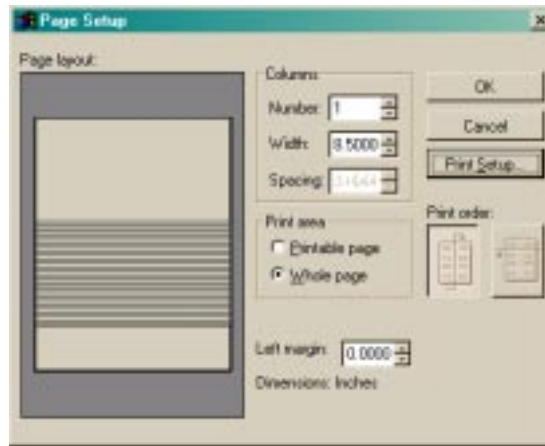 Page Setup
Page layout:
Columns
Number: 1
Width: 8.5000
Spacing:
OK
Cancel
Print Setup...
Print area
Printable page
Whole page
Print order:
Left margin: 0.0000
Dimensions: Inches